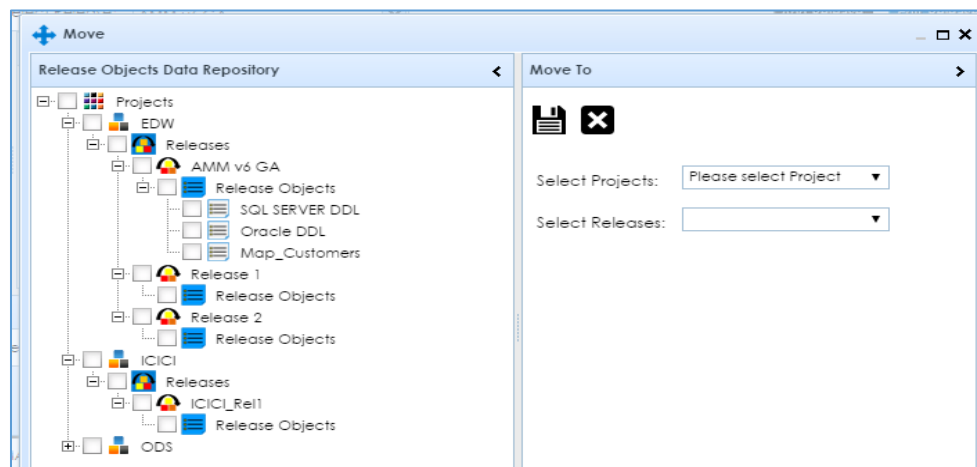 Move
Release Objects Data Repository
Projects
EDW
Releases
AMM v6 GA
Release Objects
SQL SERVER DDL
Oracle DDL
Map_Customers
Release 1
Release Objects
Release 2
Release Objects
ICICI
Releases
ICICI_Rel1
Release Objects
ODS
Move To
Select Projects: Please select Project
Select Releases: